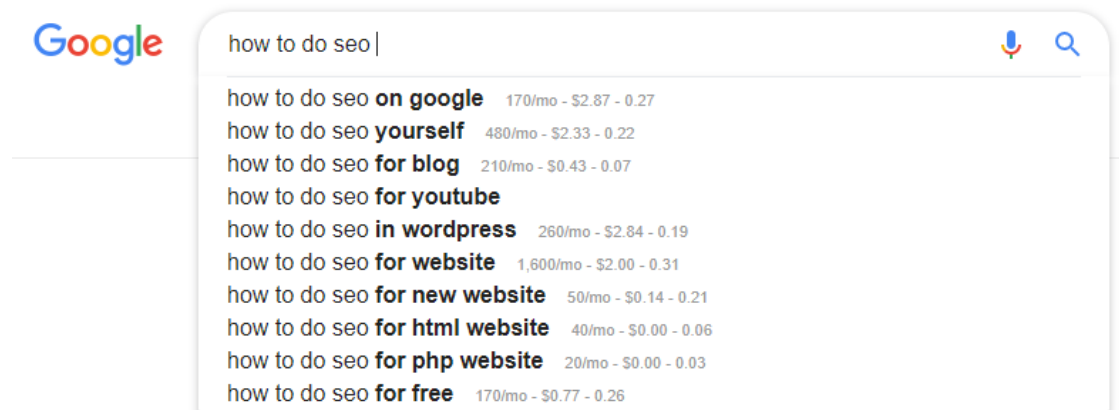 Google
how to do seo
how to do seo on google 170/mo - $2.87 - 0.27
how to do seo yourself 480/mo - $2.33 - 0.22
how to do seo for blog 210/mo - $0.43 - 0.07
how to do seo for youtube
how to do seo in wordpress 260/mo - $2.84 - 0.19
how to do seo for website 1,600/mo - $2.00 - 0.31
how to do seo for new website 50/mo - $0.14 - 0.21
how to do seo for html website 40/mo - $0.00 - 0.06
how to do seo for php website 20/mo - $0.00 - 0.03
how to do seo for free 170/mo - $0.77 - 0.26